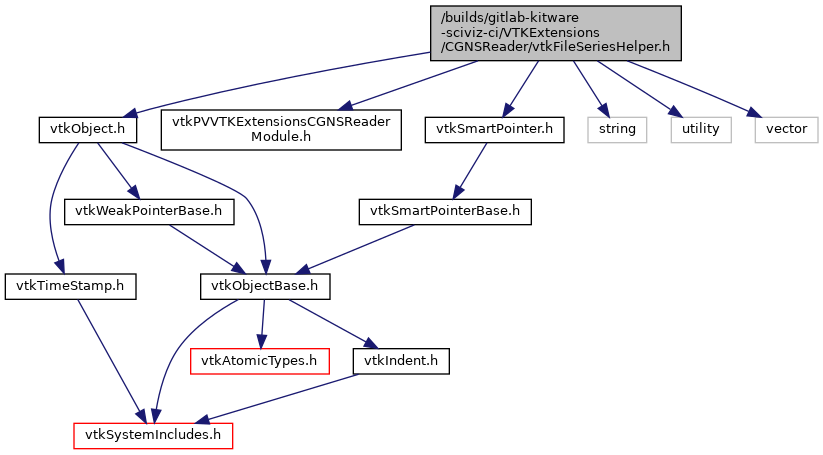 /builds/gitlab-kitware
-sciviz-ci/VTKExtensions
/CGNSReader/vtkFileSeriesHelper.h
vtkObject.h
vtkPVVTKExtensionsCGNSReader
Module.h
vtkSmartPointer.h
string
utility
vector
vtkWeakPointerBase.h
vtkSmartPointerBase.h
vtkTimeStamp.h
vtkObjectBase.h
vtkAtomicTypes.h
vtkIndent.h
vtkSystemIncludes.h